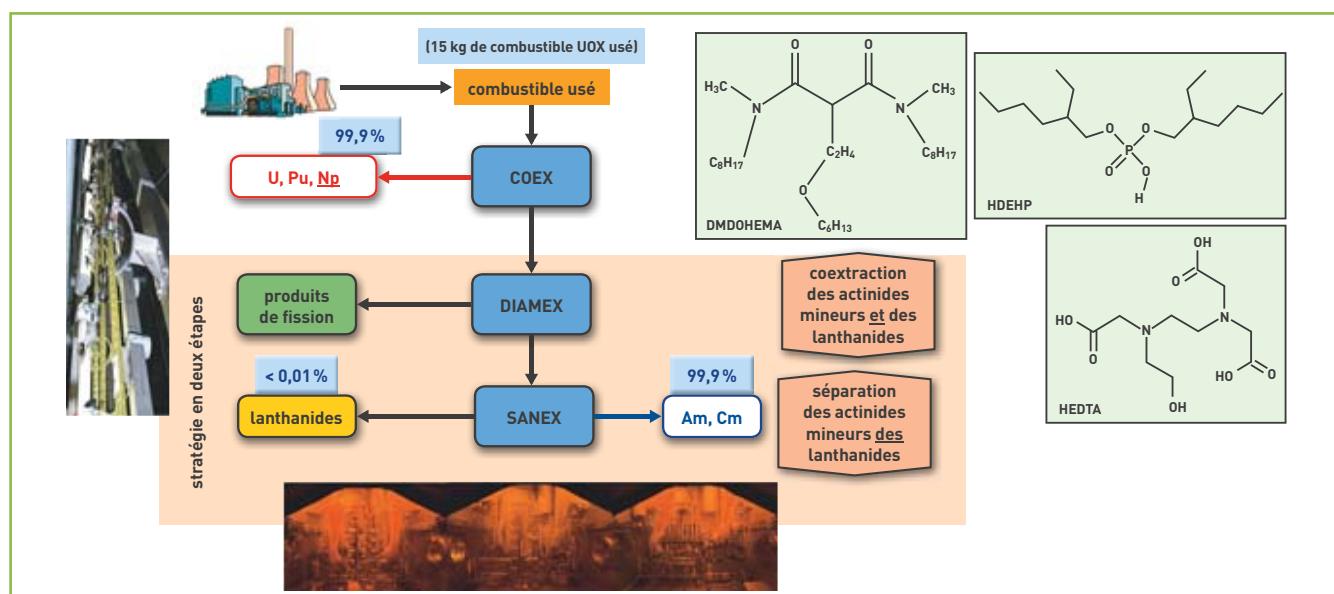 (15 kg de combustible UOX usé)
combustible usé
99,9 %
U, Pu, Np
COEX
stratégie en deux étapes
produits
de fission
DIAMEX
coextraction
des actinides
mineurs et des
lanthanides
< 0,01 %
lanthanides
SANEX
99,9 %
Am, Cm
séparation
des actinides
mineurs des
lanthanides
O
O
H3C
N
N
CH3
C8H17
C2H4
C8H17
O
C6H13
DMDOHEMA
O
O
P
O
O
H
HDEHP
OH
O
HO
O
N
N
HO
O
OH
HEDTA